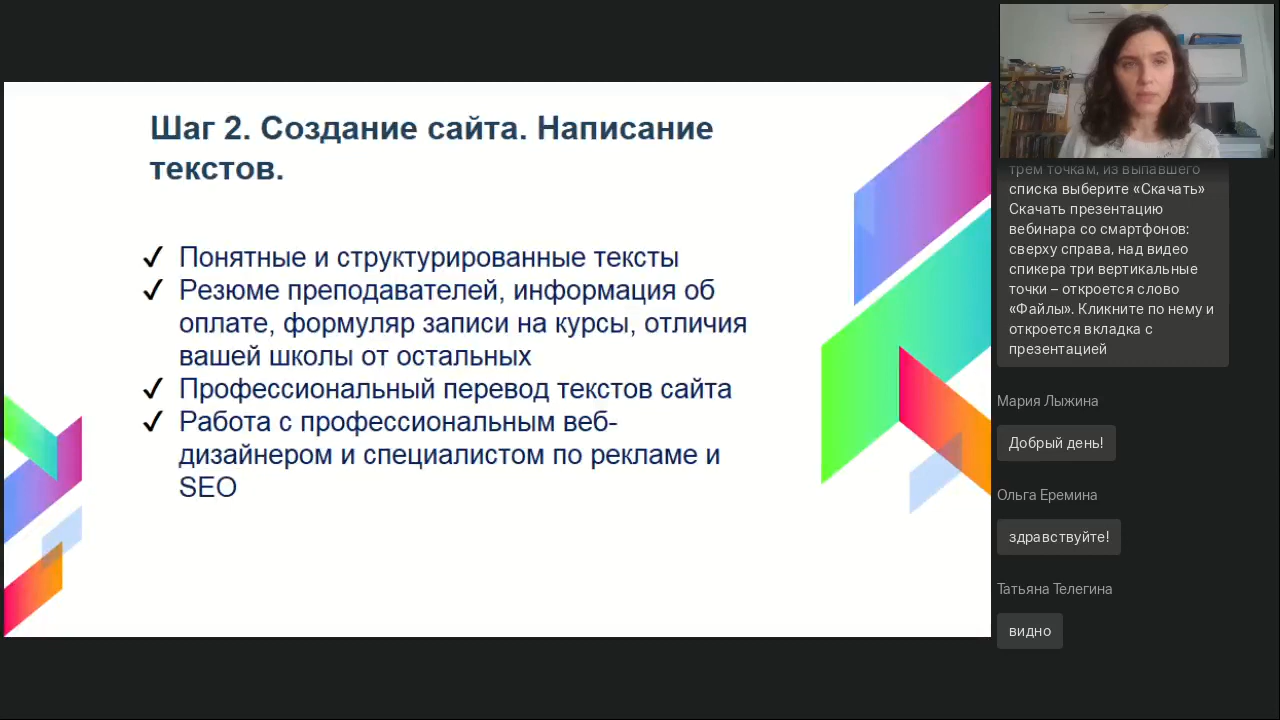 Шаг 2. Создание сайта. Написание
текстов.
Понятные и структурированные тексты
Резюме преподавателей, информация об
оплате, формуляр записи на курсы, отличия
вашей школы от остальных
Профессиональный перевод текстов сайта
Работа с профессиональным веб-
дизайнером и специалистом по рекламе и
SEO
трем точкам, из выпавшего
списка выберите «Скачать»
Скачать презентацию
вебинара со смартфонов:
сверху справа, над видео
спикера три вертикальные
точки – откроется слово
«Файлы». Кликните по нему и
откроется вкладка с
презентацией
Мария Лыжина
Добрый день!
Ольга Еремина
здравствуйте!
Татьяна Телегина
видно